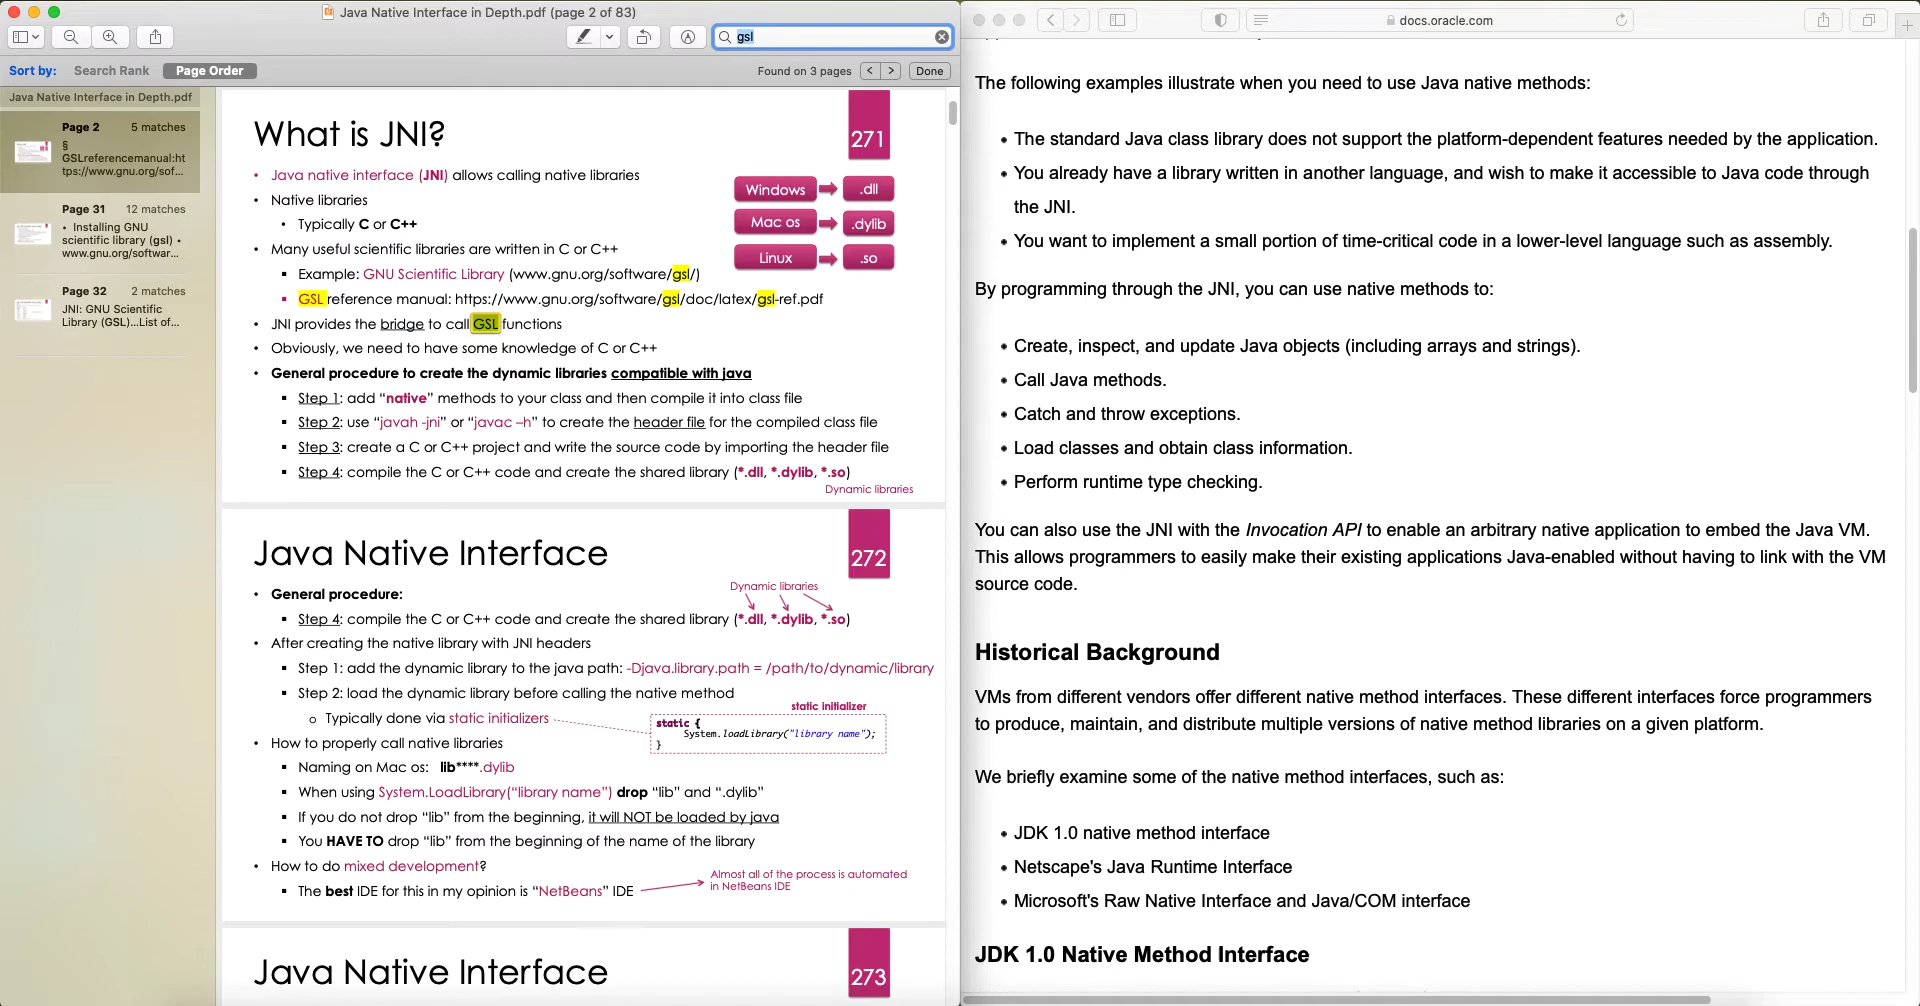 Java Native Interface in Depth.pdf (page 2 of 83)
gsl
Sort by: Search Rank Page Order
Found on 3 pages < > Done
Java Native Interface in Depth.pdf
Page 2 5 matches
§
GSLreferencemanual:ht
tps://www.gnu.org/sof...
Page 31 12 matches
• Installing GNU
scientific library (gsl) •
www.gnu.org/softwar...
Page 32 2 matches
JNI: GNU Scientific
Library (GSL)...List of...
What is JNI?
271
• Java native interface (JNI) allows calling native libraries
• Native libraries
• Typically C or C++
• Many useful scientific libraries are written in C or C++
▪ Example: GNU Scientific Library (www.gnu.org/software/gsl/)
▪ GSL reference manual: https://www.gnu.org/software/gsl/doc/latex/gsl-ref.pdf
• JNI provides the bridge to call GSL functions
• Obviously, we need to have some knowledge of C or C++
• General procedure to create the dynamic libraries compatible with java
▪ Step 1: add “native” methods to your class and then compile it into class file
▪ Step 2: use “javah -jni” or “javac –h” to create the header file for the compiled class file
▪ Step 3: create a C or C++ project and write the source code by importing the header file
▪ Step 4: compile the C or C++ code and create the shared library (*.dll, *.dylib, *.so)
Dynamic libraries
Windows .dll
Mac os .dylib
Linux .so
Java Native Interface
272
• General procedure:
Dynamic libraries
▪ Step 4: compile the C or C++ code and create the shared library (*.dll, *.dylib, *.so)
• After creating the native library with JNI headers
▪ Step 1: add the dynamic library to the java path: -Djava.library.path = /path/to/dynamic/library
▪ Step 2: load the dynamic library before calling the native method
o Typically done via static initializers
static initializer
static {
System.loadLibrary("library name");
}
• How to properly call native libraries
▪ Naming on Mac os: lib****.dylib
▪ When using System.LoadLibrary(“library name”) drop “lib” and “.dylib”
▪ If you do not drop “lib” from the beginning, it will NOT be loaded by java
▪ You HAVE TO drop “lib” from the beginning of the name of the library
• How to do mixed development?
▪ The best IDE for this in my opinion is “NetBeans” IDE
Almost all of the process is automated
in NetBeans IDE
Java Native Interface
273
docs.oracle.com
The following examples illustrate when you need to use Java native methods:
• The standard Java class library does not support the platform-dependent features needed by the application.
• You already have a library written in another language, and wish to make it accessible to Java code through
the JNI.
• You want to implement a small portion of time-critical code in a lower-level language such as assembly.
By programming through the JNI, you can use native methods to:
• Create, inspect, and update Java objects (including arrays and strings).
• Call Java methods.
• Catch and throw exceptions.
• Load classes and obtain class information.
• Perform runtime type checking.
You can also use the JNI with the Invocation API to enable an arbitrary native application to embed the Java VM.
This allows programmers to easily make their existing applications Java-enabled without having to link with the VM
source code.
Historical Background
VMs from different vendors offer different native method interfaces. These different interfaces force programmers
to produce, maintain, and distribute multiple versions of native method libraries on a given platform.
We briefly examine some of the native method interfaces, such as:
• JDK 1.0 native method interface
• Netscape's Java Runtime Interface
• Microsoft's Raw Native Interface and Java/COM interface
JDK 1.0 Native Method Interface